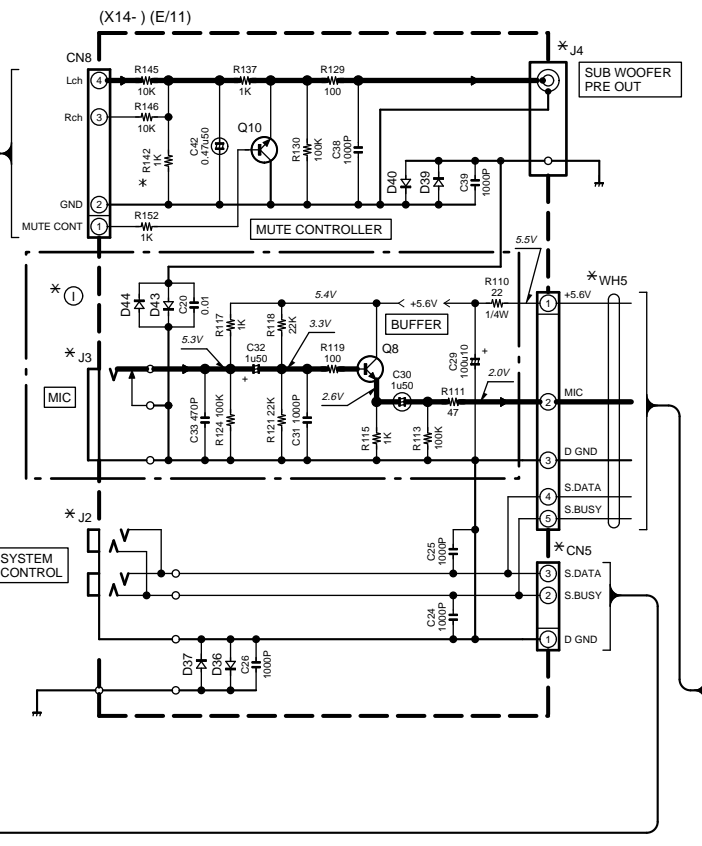 (X14- ) (E/11)
CN8
J4
SUB WOOFER
PRE OUT
Lch
4
R145
10K
R137
1K
R129
100
Rch
3
R146
10K
R142
1K
C42
0.47u50
Q10
R130
100K
C38
1000P
D40
D39
C39
1000P
GND
2
MUTE CONT
1
R152
1K
MUTE CONTROLLER
I
D44
D43
C20
0.01
R117
1K
R118
22K
5.4V
+5.6V
R110
22
1/4W
5.5V
WH5
1
+5.6V
BUFFER
5.3V
C32
1u50
+
3.3V
R119
100
Q8
C29
100u10
+
J3
MIC
C33 470P
R124 100K
R121 22K
C31 1000P
2.6V
C30
1u50
R111
47
2.0V
2
MIC
R115
1K
R113
100K
3
D GND
4
S.DATA
5
S.BUSY
J2
SYSTEM
CONTROL
C25
1000P
CN5
3
S.DATA
2
S.BUSY
C24
1000P
1
D GND
D37
D36
C26
1000P